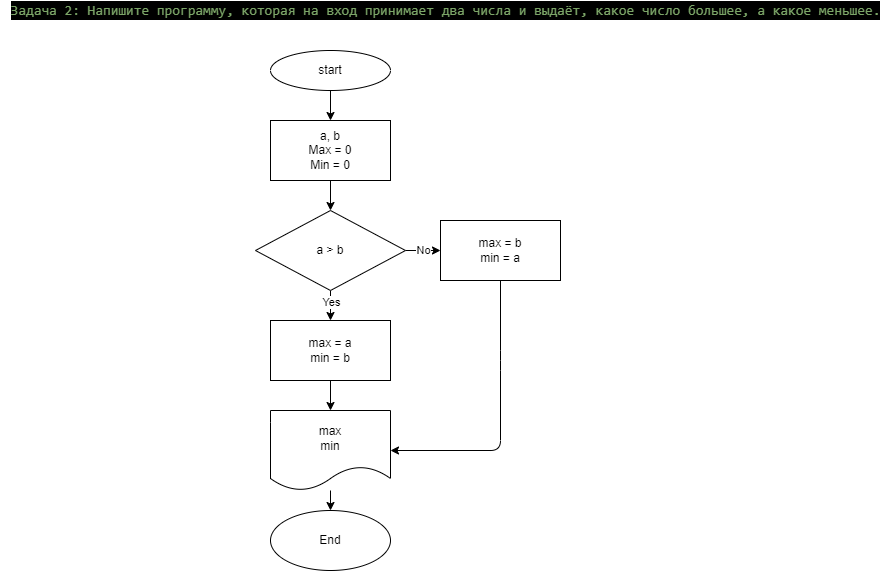 Задача 2: Напишите программу, которая на вход принимает два числа и выдаёт, какое число большее, а какое меньшее.
start
a, b
Max = 0
Min = 0
a > b
No
max = b
min = a
Yes
max = a
min = b
max
min
End